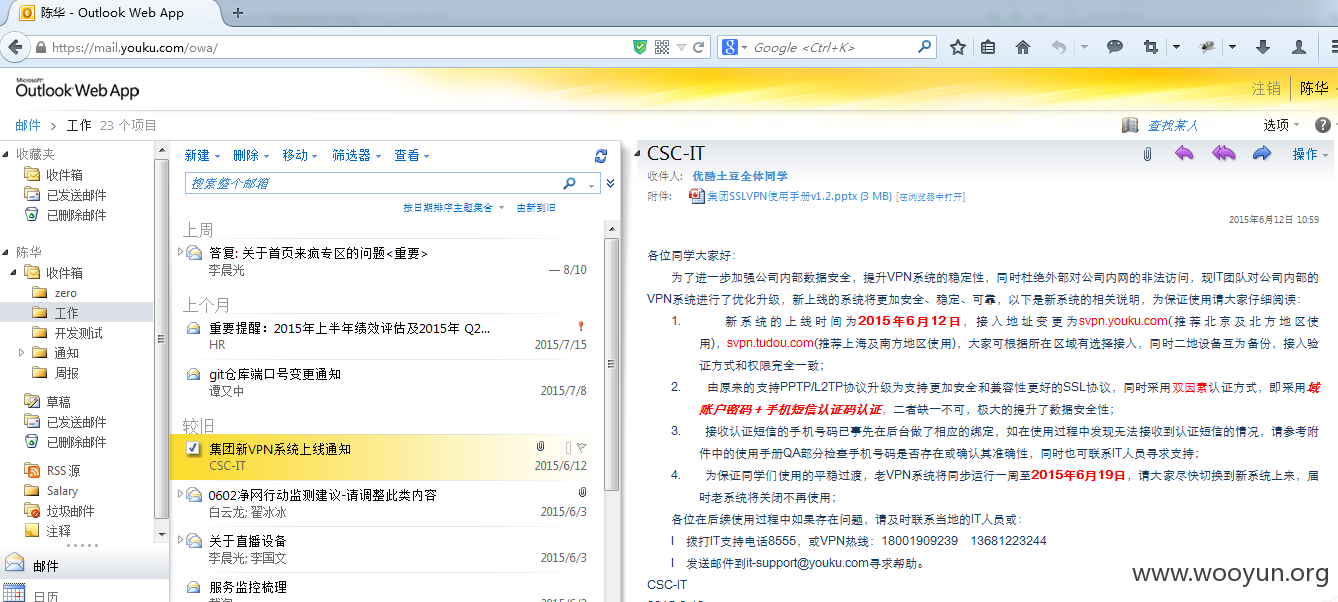 陈华 - Outlook Web App
https://mail.youku.com/owa/
Google <Ctrl+K>
Microsoft®
Outlook Web App
注销
陈华
邮件 > 工作 23 个项目
查找某人
选项
收藏夹
收件箱
已发送邮件
已删除邮件
陈华
收件箱
zero
工作
开发测试
通知
周报
草稿
已发送邮件
已删除邮件
RSS 源
Salary
垃圾邮件
注释
邮件
日历
新建 删除 移动 筛选器 查看
搜索整个邮箱
按日期排序主题集合 由新到旧
上周
答复: 关于首页来疯专区的问题<重要>
李晨光 — 8/10
上个月
重要提醒：2015年上半年绩效评估及2015年 Q2...
HR 2015/7/15
git仓库端口号变更通知
谭又中 2015/7/8
较旧
集团新VPN系统上线通知
CSC-IT 2015/6/12
0602净网行动监测建议-请调整此类内容
白云龙; 翟冰冰 2015/6/3
关于直播设备
李晨光; 李国文 2015/6/3
服务监控梳理
2015/6/3
CSC-IT
操作
收件人: 优酷土豆全体同学
附件: 集团SSLVPN使用手册v1.2.pptx (3 MB) [在浏览器中打开]
2015年6月12日 10:59
各位同学大家好：
为了进一步加强公司内部数据安全，提升VPN系统的稳定性，同时杜绝外部对公司内网的非法访问，现IT团队对公司内部的
VPN系统进行了优化升级，新上线的系统将更加安全、稳定、可靠，以下是新系统的相关说明，为保证使用请大家仔细阅读：
1. 新系统的上线时间为2015年6月12日，接入地址变更为svpn.youku.com(推荐北京及北方地区使
用)，svpn.tudou.com(推荐上海及南方地区使用)，大家可根据所在区域有选择接入，同时二地设备互为备份，接入验
证方式和权限完全一致；
2. 由原来的支持PPTP/L2TP协议升级为支持更加安全和兼容性更好的SSL协议，同时采用双因素认证方式，即采用域
账户密码＋手机短信认证码认证，二者缺一不可，极大的提升了数据安全性；
3. 接收认证短信的手机号码已事先在后台做了相应的绑定，如在使用过程中发现无法接收到认证短信的情况，请参考附
件中的使用手册QA部分检查手机号码是否存在或确认其准确性，同时也可联系IT人员寻求支持；
4. 为保证同学们使用的平稳过渡，老VPN系统将同步运行一周至2015年6月19日，请大家尽快切换到新系统上来，届
时老系统将关闭不再使用；
各位在后续使用过程中如果存在问题，请及时联系当地的IT人员或：
l 拨打IT支持电话8555，或VPN热线：18001909239 13681223244
l 发送邮件到it-support@youku.com寻求帮助。
CSC-IT
www.wooyun.org